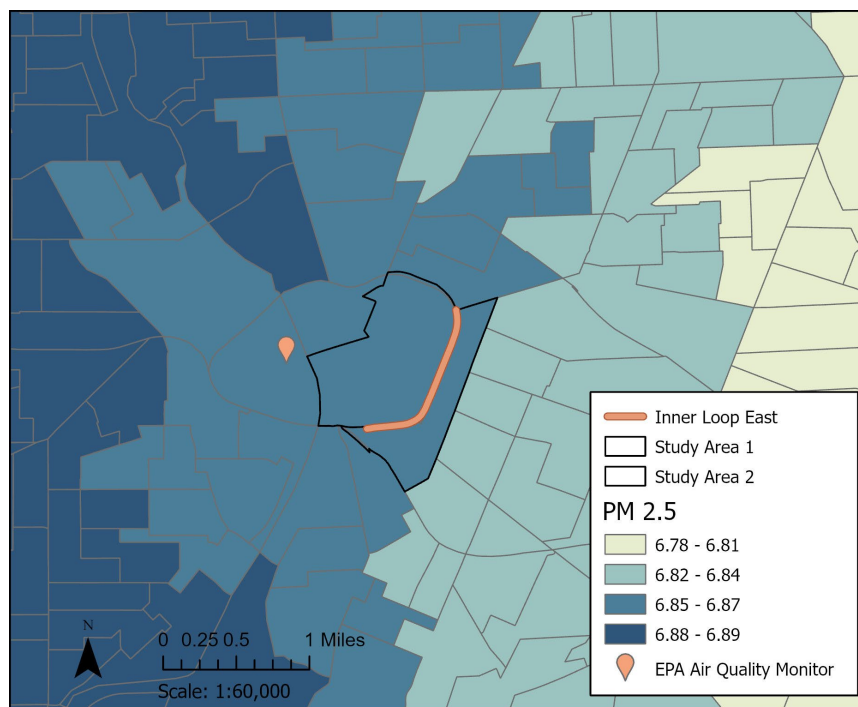 Inner Loop East
Study Area 1
Study Area 2
PM 2.5
6.78 - 6.81
6.82 - 6.84
6.85 - 6.87
6.88 - 6.89
EPA Air Quality Monitor
N
0 0.25 0.5 1 Miles
Scale: 1:60,000